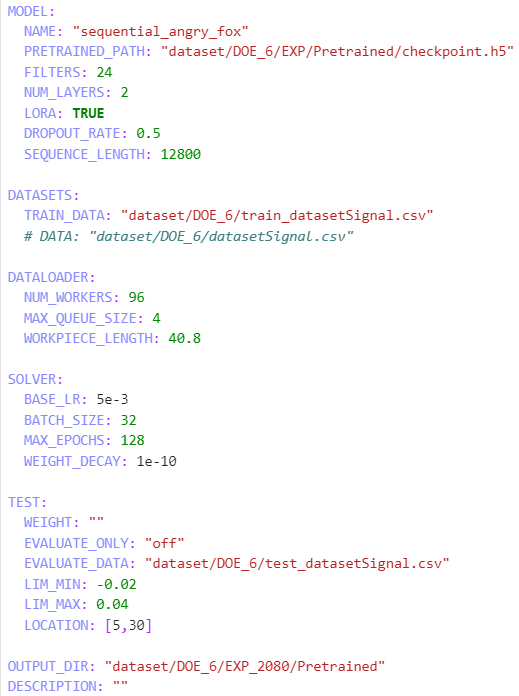 MODEL:
  NAME: "sequential_angry_fox"
  PRETRAINED_PATH: "dataset/DOE_6/EXP/Pretrained/checkpoint.h5"
  FILTERS: 24
  NUM_LAYERS: 2
  LORA: TRUE
  DROPOUT_RATE: 0.5
  SEQUENCE_LENGTH: 12800

DATASETS:
  TRAIN_DATA: "dataset/DOE_6/train_datasetSignal.csv"
  # DATA: "dataset/DOE_6/datasetSignal.csv"

DATALOADER:
  NUM_WORKERS: 96
  MAX_QUEUE_SIZE: 4
  WORKPIECE_LENGTH: 40.8

SOLVER:
  BASE_LR: 5e-3
  BATCH_SIZE: 32
  MAX_EPOCHS: 128
  WEIGHT_DECAY: 1e-10

TEST:
  WEIGHT: ""
  EVALUATE_ONLY: "off"
  EVALUATE_DATA: "dataset/DOE_6/test_datasetSignal.csv"
  LIM_MIN: -0.02
  LIM_MAX: 0.04
  LOCATION: [5,30]

OUTPUT_DIR: "dataset/DOE_6/EXP_2080/Pretrained"
DESCRIPTION: ""